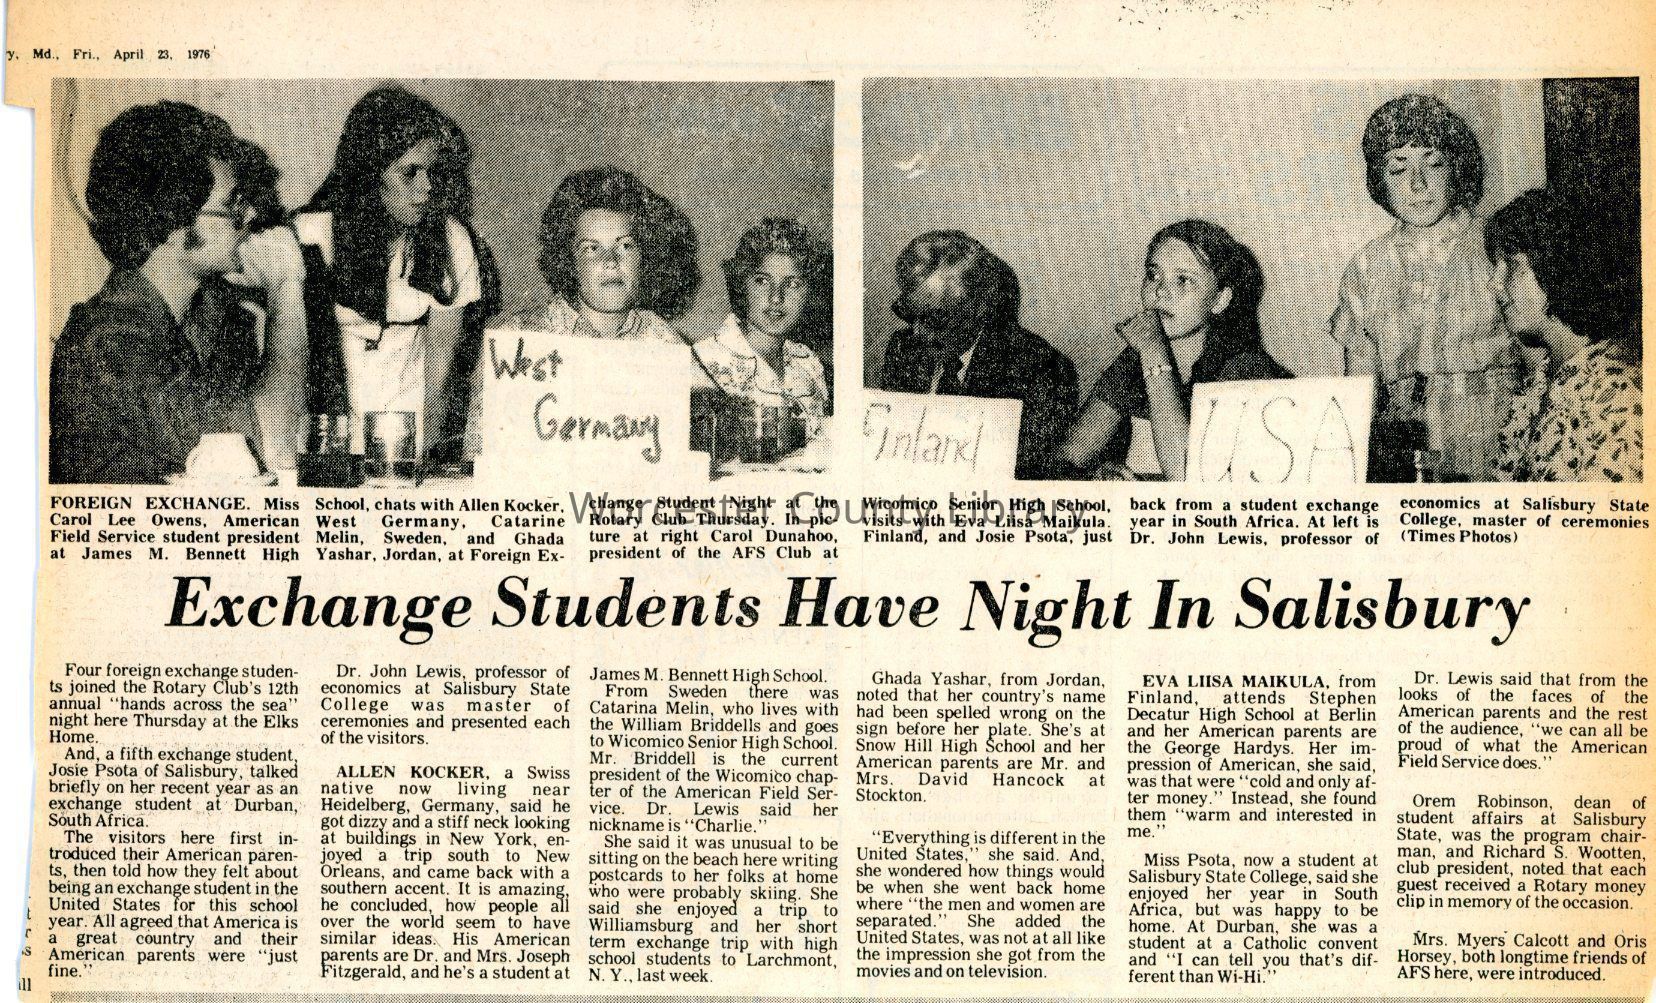 y, Md., Fri., April 23, 1976
West
Germany
Finland
USA
FOREIGN EXCHANGE. Miss
Carol Lee Owens, American
Field Service student president
at James M. Bennett High
School, chats with Allen Kocker,
West Germany, Catarine
Melin, Sweden, and Ghada
Yashar, Jordan, at Foreign Ex-
change Student Night at the
Rotary Club Thursday. In pic-
ture at right Carol Dunahoo,
president of the AFS Club at
Wicomico Senior High School,
visits with Eva Liisa Maikula.
Finland, and Josie Psota, just
back from a student exchange
year in South Africa. At left is
Dr. John Lewis, professor of
economics at Salisbury State
College, master of ceremonies
(Times Photos)
Worcester County Library
Exchange Students Have Night In Salisbury
Four foreign exchange studen-
ts joined the Rotary Club's 12th
annual "hands across the sea"
night here Thursday at the Elks
Home.
And, a fifth exchange student,
Josie Psota of Salisbury, talked
briefly on her recent year as an
exchange student at Durban,
South Africa.
The visitors here first in-
troduced their American paren-
ts, then told how they felt about
being an exchange student in the
United States for this school
year. All agreed that America is
a great country and their
American parents were "just
fine."
Dr. John Lewis, professor of
economics at Salisbury State
College was master of
ceremonies and presented each
of the visitors.
ALLEN KOCKER, a Swiss
native now living near
Heidelberg, Germany, said he
got dizzy and a stiff neck looking
at buildings in New York, en-
joyed a trip south to New
Orleans, and came back with a
southern accent. It is amazing,
he concluded, how people all
over the world seem to have
similar ideas. His American
parents are Dr. and Mrs. Joseph
Fitzgerald, and he's a student at
James M. Bennett High School.
From Sweden there was
Catarina Melin, who lives with
the William Briddells and goes
to Wicomico Senior High School.
Mr. Briddell is the current
president of the Wicomico chap-
ter of the American Field Ser-
vice. Dr. Lewis said her
nickname is "Charlie."
She said it was unusual to be
sitting on the beach here writing
postcards to her folks at home
who were probably skiing. She
said she enjoyed a trip to
Williamsburg and her short
term exchange trip with high
school students to Larchmont,
N. Y., last week.
Ghada Yashar, from Jordan,
noted that her country's name
had been spelled wrong on the
sign before her plate. She's at
Snow Hill High School and her
American parents are Mr. and
Mrs. David Hancock at
Stockton.
"Everything is different in the
United States," she said. And,
she wondered how things would
be when she went back home
where "the men and women are
separated." She added the
United States, was not at all like
the impression she got from the
movies and on television.
EVA LIISA MAIKULA, from
Finland, attends Stephen
Decatur High School at Berlin
and her American parents are
the George Hardys. Her im-
pression of American, she said,
was that were "cold and only af-
ter money." Instead, she found
them "warm and interested in
me."
Miss Psota, now a student at
Salisbury State College, said she
enjoyed her year in South
Africa, but was happy to be
home. At Durban, she was a
student at a Catholic convent
and "I can tell you that's dif-
ferent than Wi-Hi."
Dr. Lewis said that from the
looks of the faces of the
American parents and the rest
of the audience, "we can all be
proud of what the American
Field Service does."
Orem Robinson, dean of
student affairs at Salisbury
State, was the program chair-
man, and Richard S. Wootten,
club president, noted that each
guest received a Rotary money
clip in memory of the occasion.
Mrs. Myers Calcott and Oris
Horsey, both longtime friends of
AFS here, were introduced.